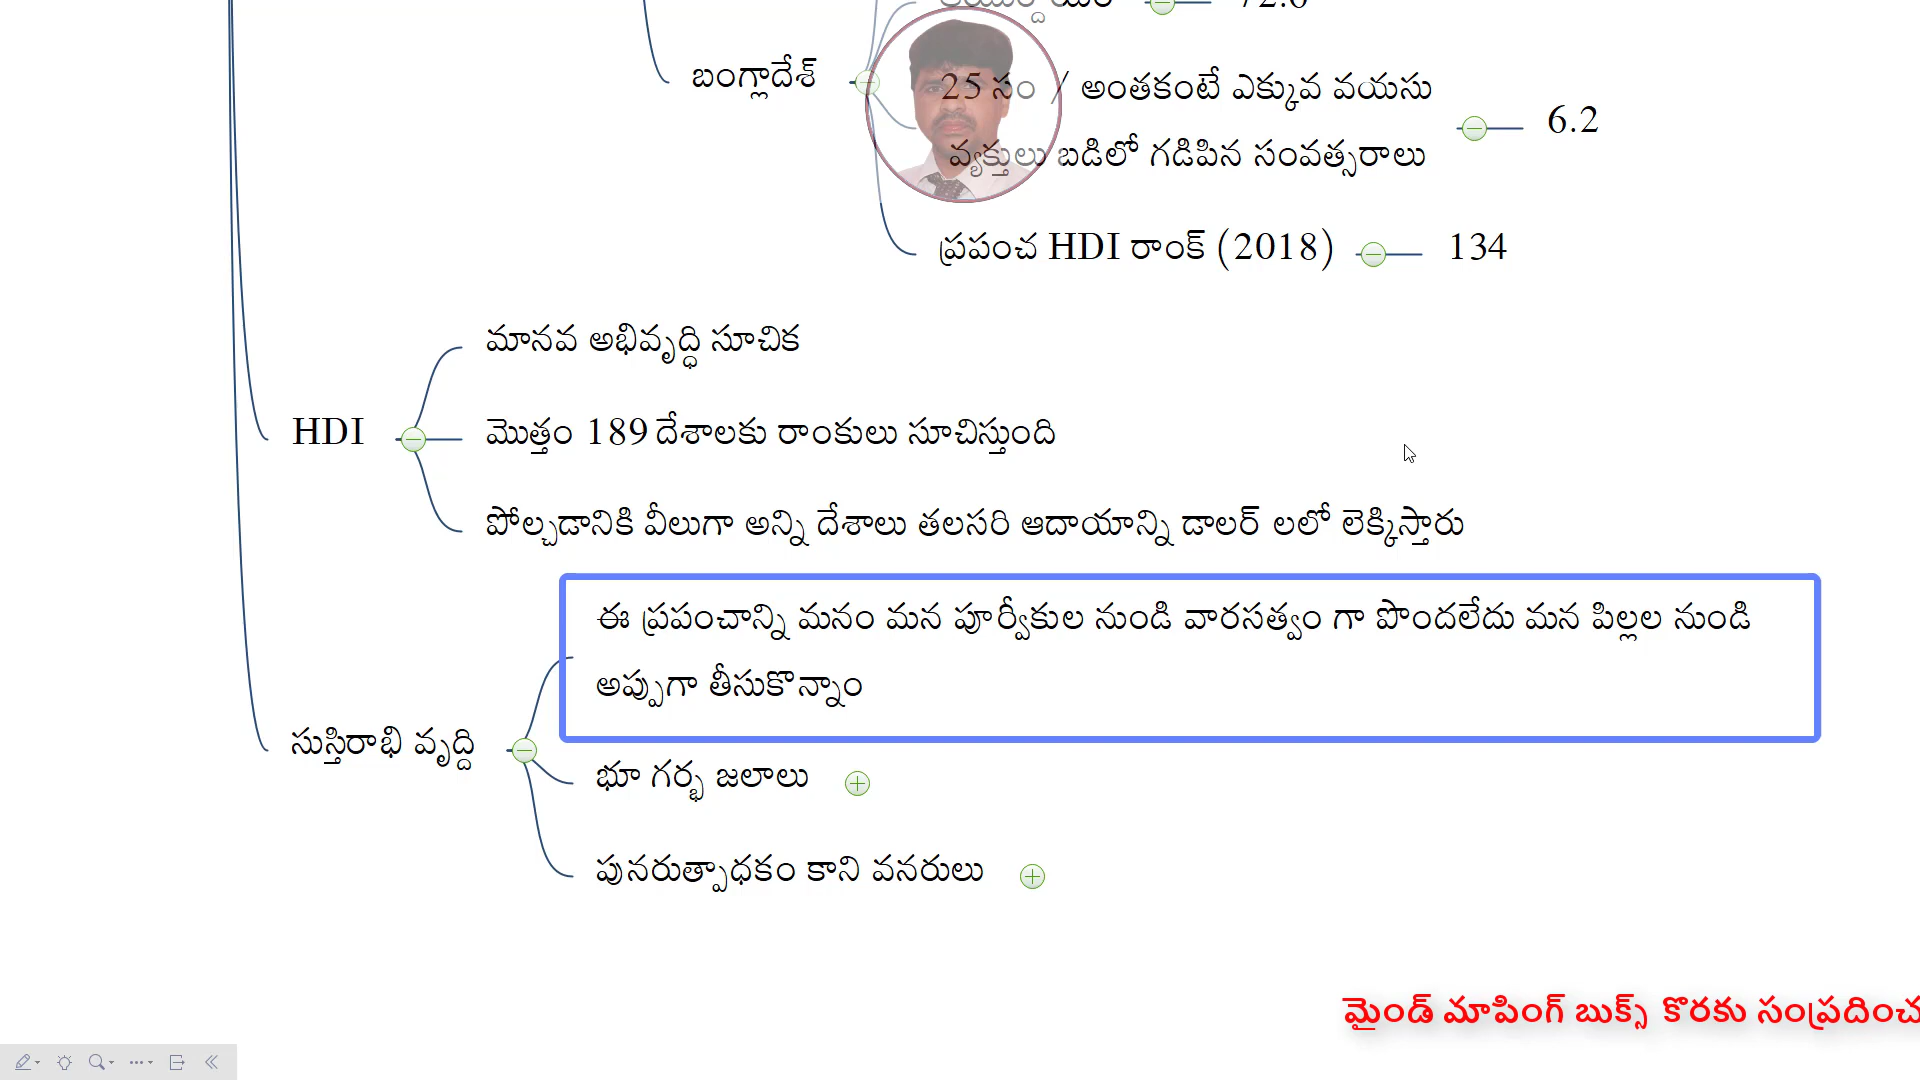 72.8
బంగ్లాదేశ్
25 సం / అంతకంటే ఎక్కువ వయసు
వ్యక్తులు బడిలో గడిపిన సంవత్సరాలు
6.2
ప్రపంచ HDI రాంక్ (2018)
134
HDI
మానవ అభివృద్ధి సూచిక
మొత్తం 189 దేశాలకు రాంకులు సూచిస్తుంది
పోల్చడానికి వీలుగా అన్ని దేశాలు తలసరి ఆదాయాన్ని డాలర్ లలో లెక్కిస్తారు
సుస్తిరాభి వృద్ది
ఈ ప్రపంచాన్ని మనం మన పూర్వీకుల నుండి వారసత్వం గా పొందలేదు మన పిల్లల నుండి
అప్పుగా తీసుకొన్నాం
భూ గర్భ జలాలు
పునరుత్పాధకం కాని వనరులు
మైండ్ మాపింగ్ బుక్స్ కొరకు సంప్రదించ